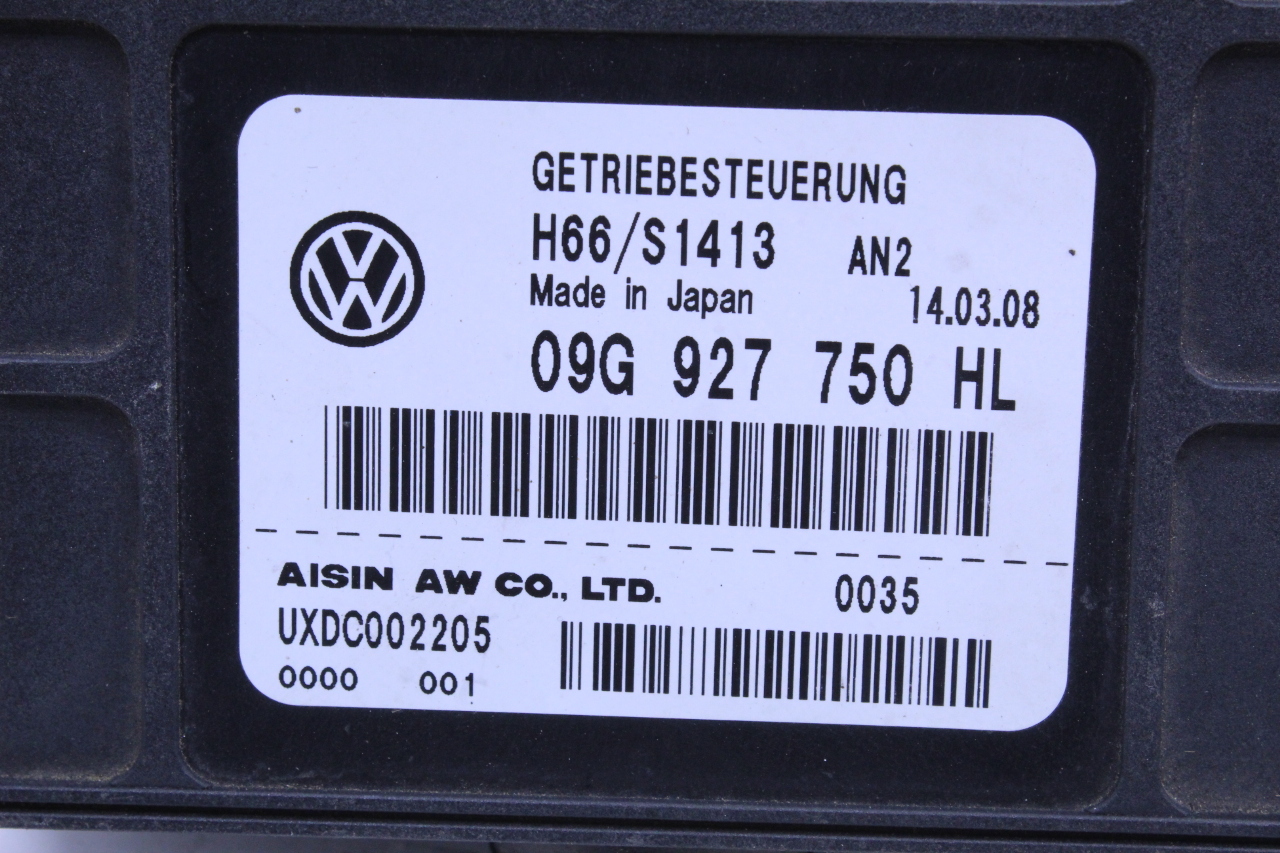 GETRIEBESTEUERUNG
H66/S1413 AN2
Made in Japan 14.03.08
09G 927 750 HL
AISIN AW CO., LTD. 0035
UXDC002205
0000 001